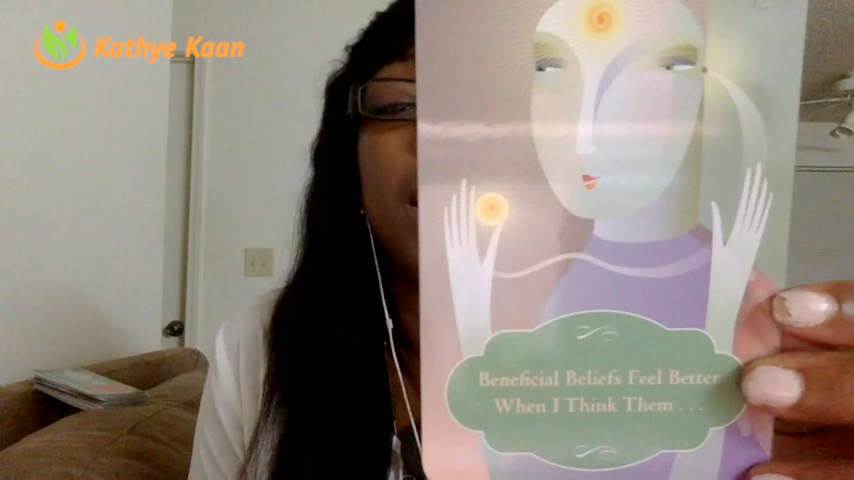 Kathye Kaan
Beneficial Beliefs Feel Better
When I Think Them . . .